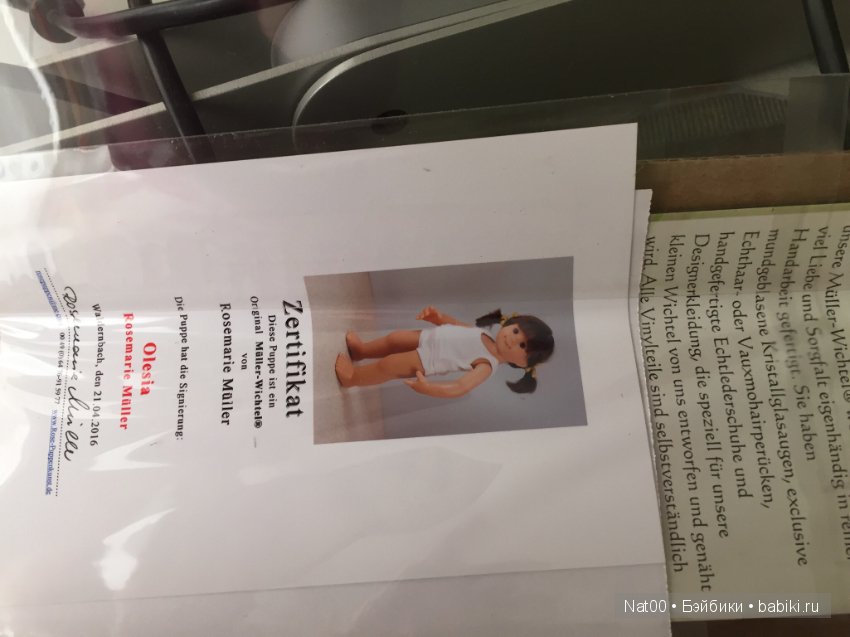 Zertifikat
Diese Puppe ist ein
Original Müller-Wichtel®
von
Rosemarie Müller
Die Puppe hat die Signierung:
Olesia
Rosemarie Müller
den 21.04.2016
www.Rose-Puppenkunst.de
unsere Müller-Wichtel®
viel Liebe und Sorgfalt eigenhändig in reiner
Handarbeit gefertigt. Sie haben
mundgeblasene Kristallglasaugen, exclusive
Echthaar- oder Vauxmohairperücken,
handgefertigte Echtlederschuhe und
Designerkleidung, die speziell für unsere
kleinen Wichtel von uns entworfen und genäht
wird. Alle Vinylteile sind selbstverständlich
Nat00 • Бэйбики • babiki.ru